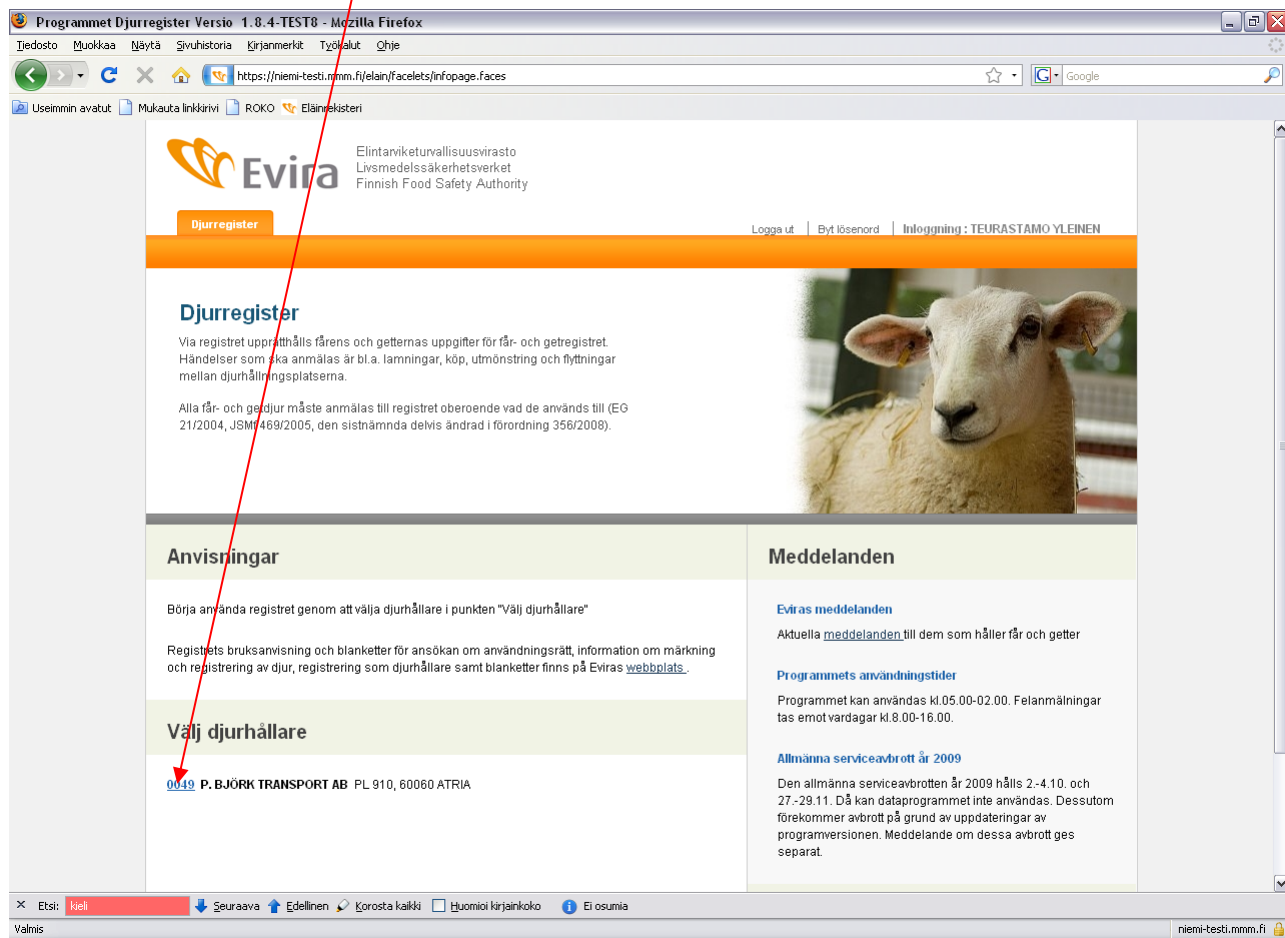 Programmet Djurregister Versio 1.8.4-TEST8 - Mozilla Firefox
Tiedosto Muokkaa Näytä Sivuhistoria Kirjanmerkit Työkalut Ohje
https://niemi-testi.mmm.fi/elain/facelets/infopage.faces
Google
Useimmin avatut Mukauta linkkirivi ROKO Eläinrekisteri
Evira
Elintarviketurvallisuusvirasto
Livsmedelssäkerhetsverket
Finnish Food Safety Authority
Djurregister
Logga ut Byt lösenord Inloggning : TEURASTAMO YLEINEN
Djurregister
Via registret upprätthålls fårens och getternas uppgifter för får- och getregistret.
Händelser som ska anmälas är bl.a. lamningar, köp, utmönstring och flyttningar
mellan djurhållningsplatserna.
Alla får- och getdjur måste anmälas till registret oberoende vad de används till (EG
21/2004, JSMf 469/2005, den sistnämnda delvis ändrad i förordning 356/2008).
Anvisningar
Börja använda registret genom att välja djurhållare i punkten "Välj djurhållare"
Registrets bruksanvisning och blanketter för ansökan om användningsrätt, information om märkning
och registrering av djur, registrering som djurhållare samt blanketter finns på Eviras webbplats .
Välj djurhållare
0049 P. BJÖRK TRANSPORT AB PL 910, 60060 ATRIA
Meddelanden
Eviras meddelanden
Aktuella meddelanden till dem som håller får och getter
Programmets användningstider
Programmet kan användas kl.05.00-02.00. Felanmälningar
tas emot vardagar kl.8.00-16.00.
Allmänna serviceavbrott år 2009
Den allmänna serviceavbrotten år 2009 hålls 2.-4.10. och
27.-29.11. Då kan dataprogrammet inte användas. Dessutom
förekommer avbrott på grund av uppdateringar av
programversionen. Meddelande om dessa avbrott ges
separat.
Etsi: kieli Seuraava Edellinen Korosta kaikki Huomioi kirjainkoko Ei osumia
Valmis niemi-testi.mmm.fi